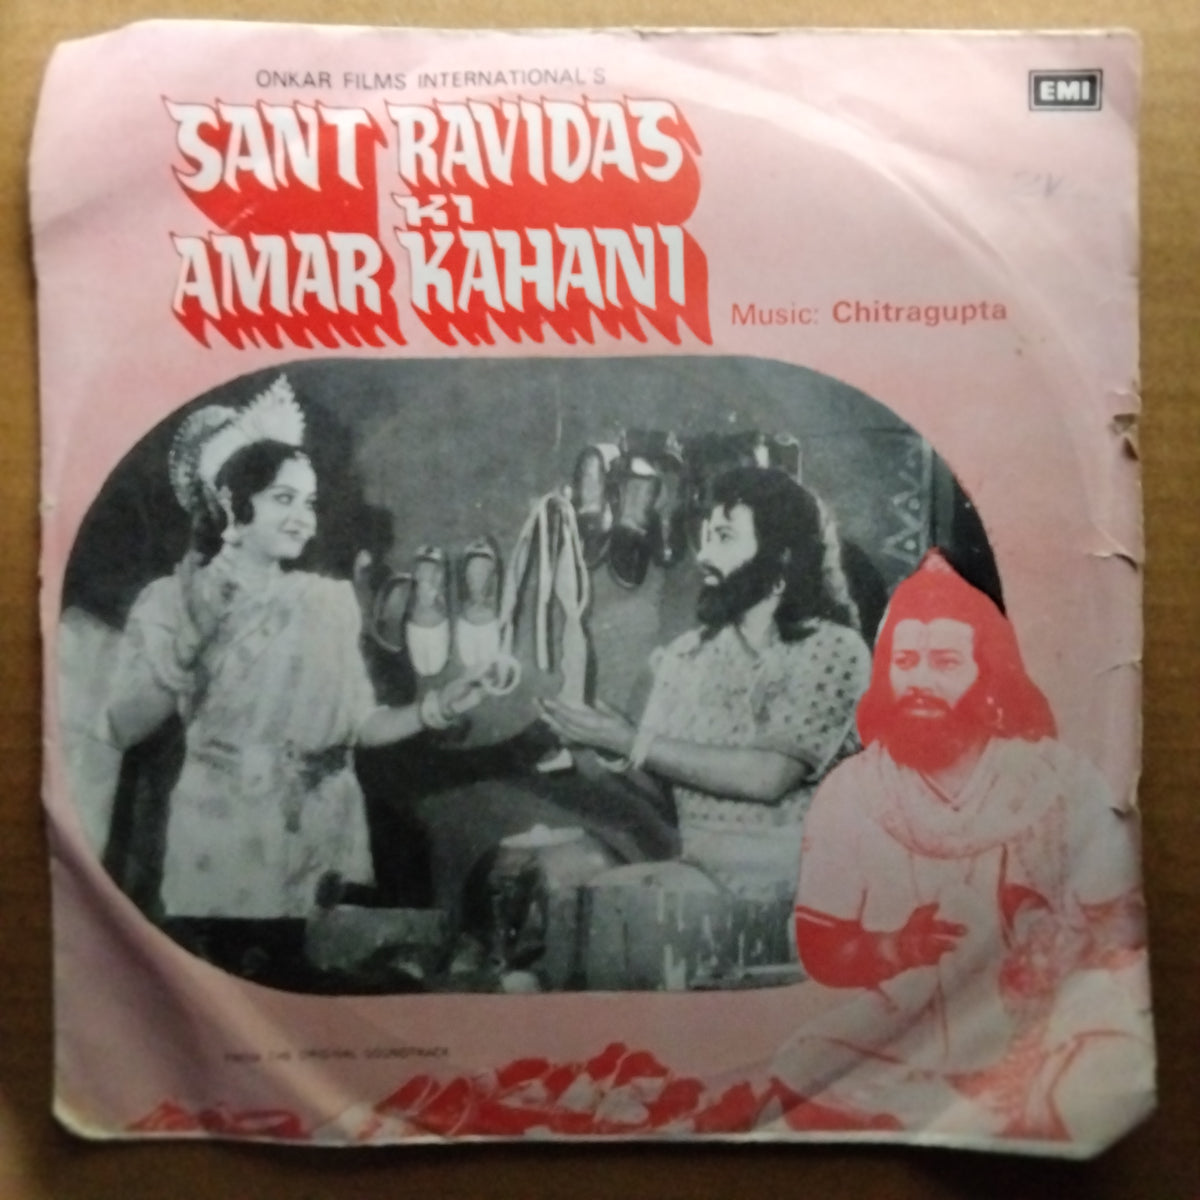 ONKAR FILMS INTERNATIONAL'S
EMI
SANT RAVIDAS
KI
AMAR KAHANI
Music: Chitragupta
FROM THE ORIGINAL SOUNDTRACK